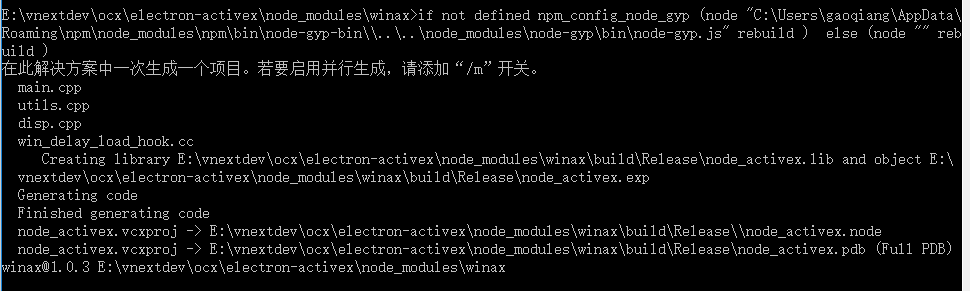 E:\vnextdev\ocx\electron-activex\node_modules\winax>if not defined npm_config_node_gyp (node "C:\Users\gaoqiang\AppData\
Roaming\npm\node_modules\npm\bin\node-gyp-bin\\..\..\node_modules\node-gyp\bin\node-gyp.js" rebuild )  else (node "" reb
uild )
在此解决方案中一次生成一个项目。若要启用并行生成，请添加“/m”开关。
  main.cpp
  utils.cpp
  disp.cpp
  win_delay_load_hook.cc
     Creating library E:\vnextdev\ocx\electron-activex\node_modules\winax\build\Release\node_activex.lib and object E:\
  vnextdev\ocx\electron-activex\node_modules\winax\build\Release\node_activex.exp
  Generating code
  Finished generating code
  node_activex.vcxproj -> E:\vnextdev\ocx\electron-activex\node_modules\winax\build\Release\\node_activex.node
  node_activex.vcxproj -> E:\vnextdev\ocx\electron-activex\node_modules\winax\build\Release\node_activex.pdb (Full PDB)
winax@1.0.3 E:\vnextdev\ocx\electron-activex\node_modules\winax